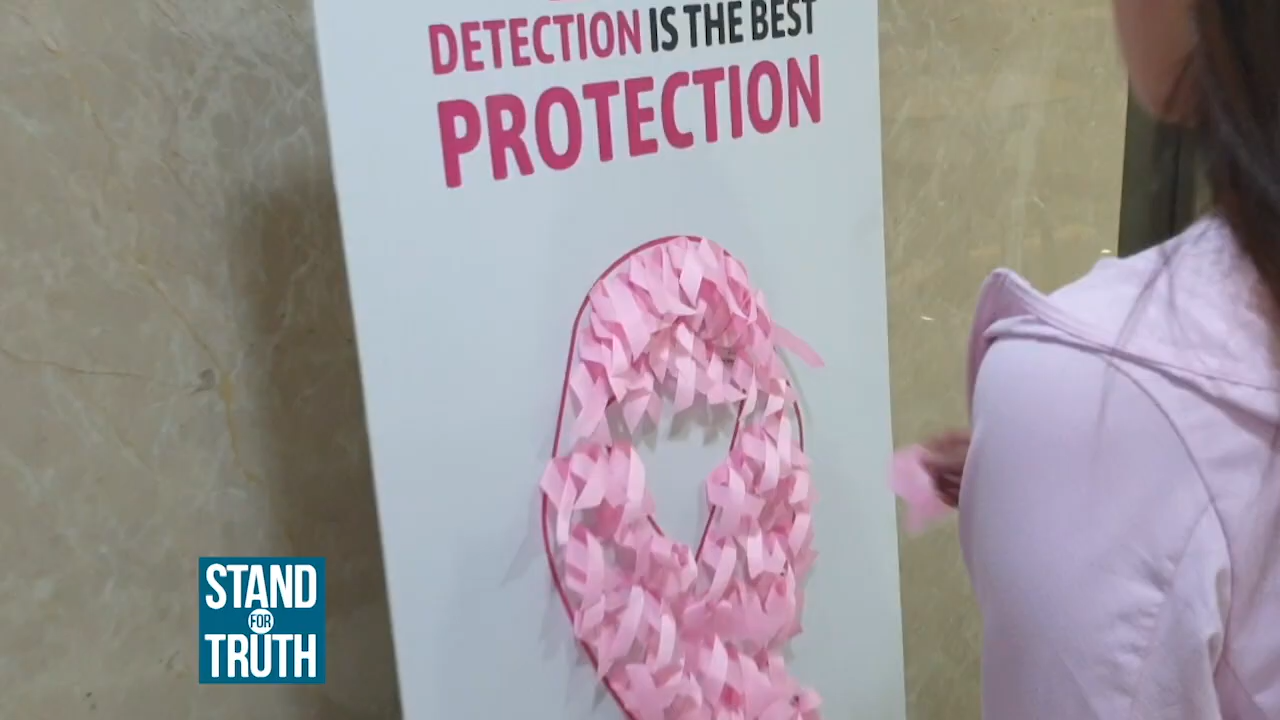 DETECTION IS THE BEST
PROTECTION
STAND
FOR
TRUTH